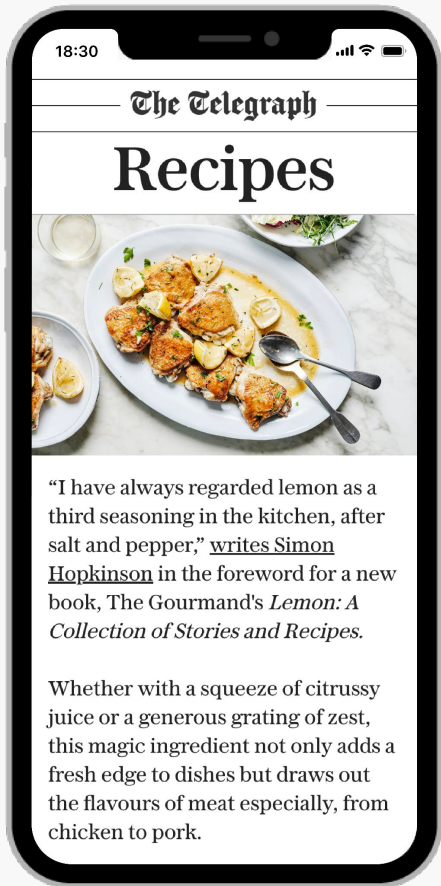 18:30
The Telegraph
Recipes
“I have always regarded lemon as a
third seasoning in the kitchen, after
salt and pepper,” writes Simon
Hopkinson in the foreword for a new
book, The Gourmand's Lemon: A
Collection of Stories and Recipes.
Whether with a squeeze of citrussy
juice or a generous grating of zest,
this magic ingredient not only adds a
fresh edge to dishes but draws out
the flavours of meat especially, from
chicken to pork.